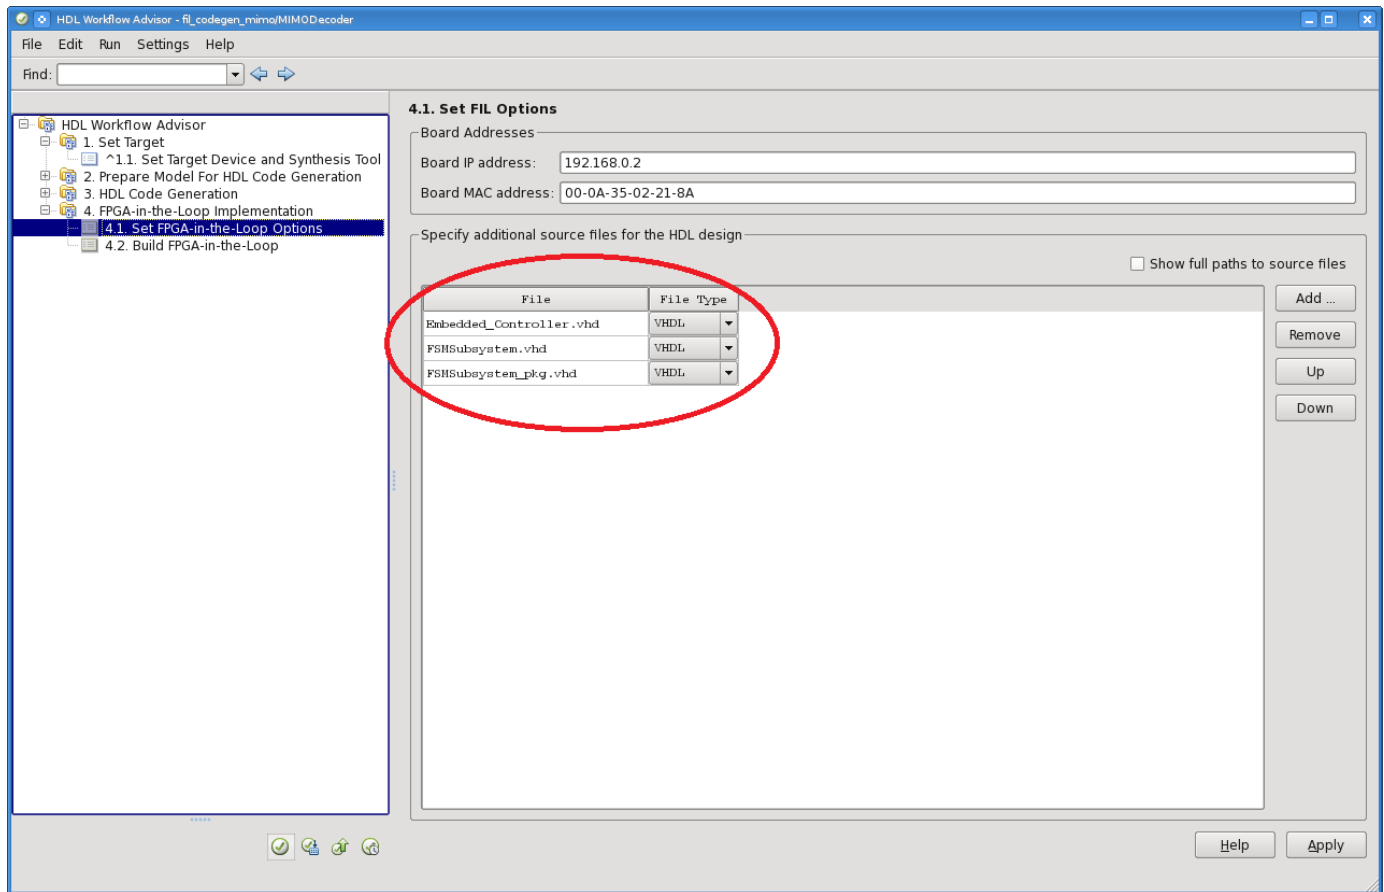 HDL Workflow Advisor - fil_codegen_mimo/MIMODecoder
File Edit Run Settings Help
Find:
HDL Workflow Advisor
1. Set Target
^1.1. Set Target Device and Synthesis Tool
2. Prepare Model For HDL Code Generation
3. HDL Code Generation
4. FPGA-in-the-Loop Implementation
4.1. Set FPGA-in-the-Loop Options
4.2. Build FPGA-in-the-Loop
4.1. Set FIL Options
Board Addresses
Board IP address: 192.168.0.2
Board MAC address: 00-0A-35-02-21-8A
Specify additional source files for the HDL design
Show full paths to source files
File File Type
Embedded_Controller.vhd VHDL
FSMSubsystem.vhd VHDL
FSMSubsystem_pkg.vhd VHDL
Add ...
Remove
Up
Down
Help Apply